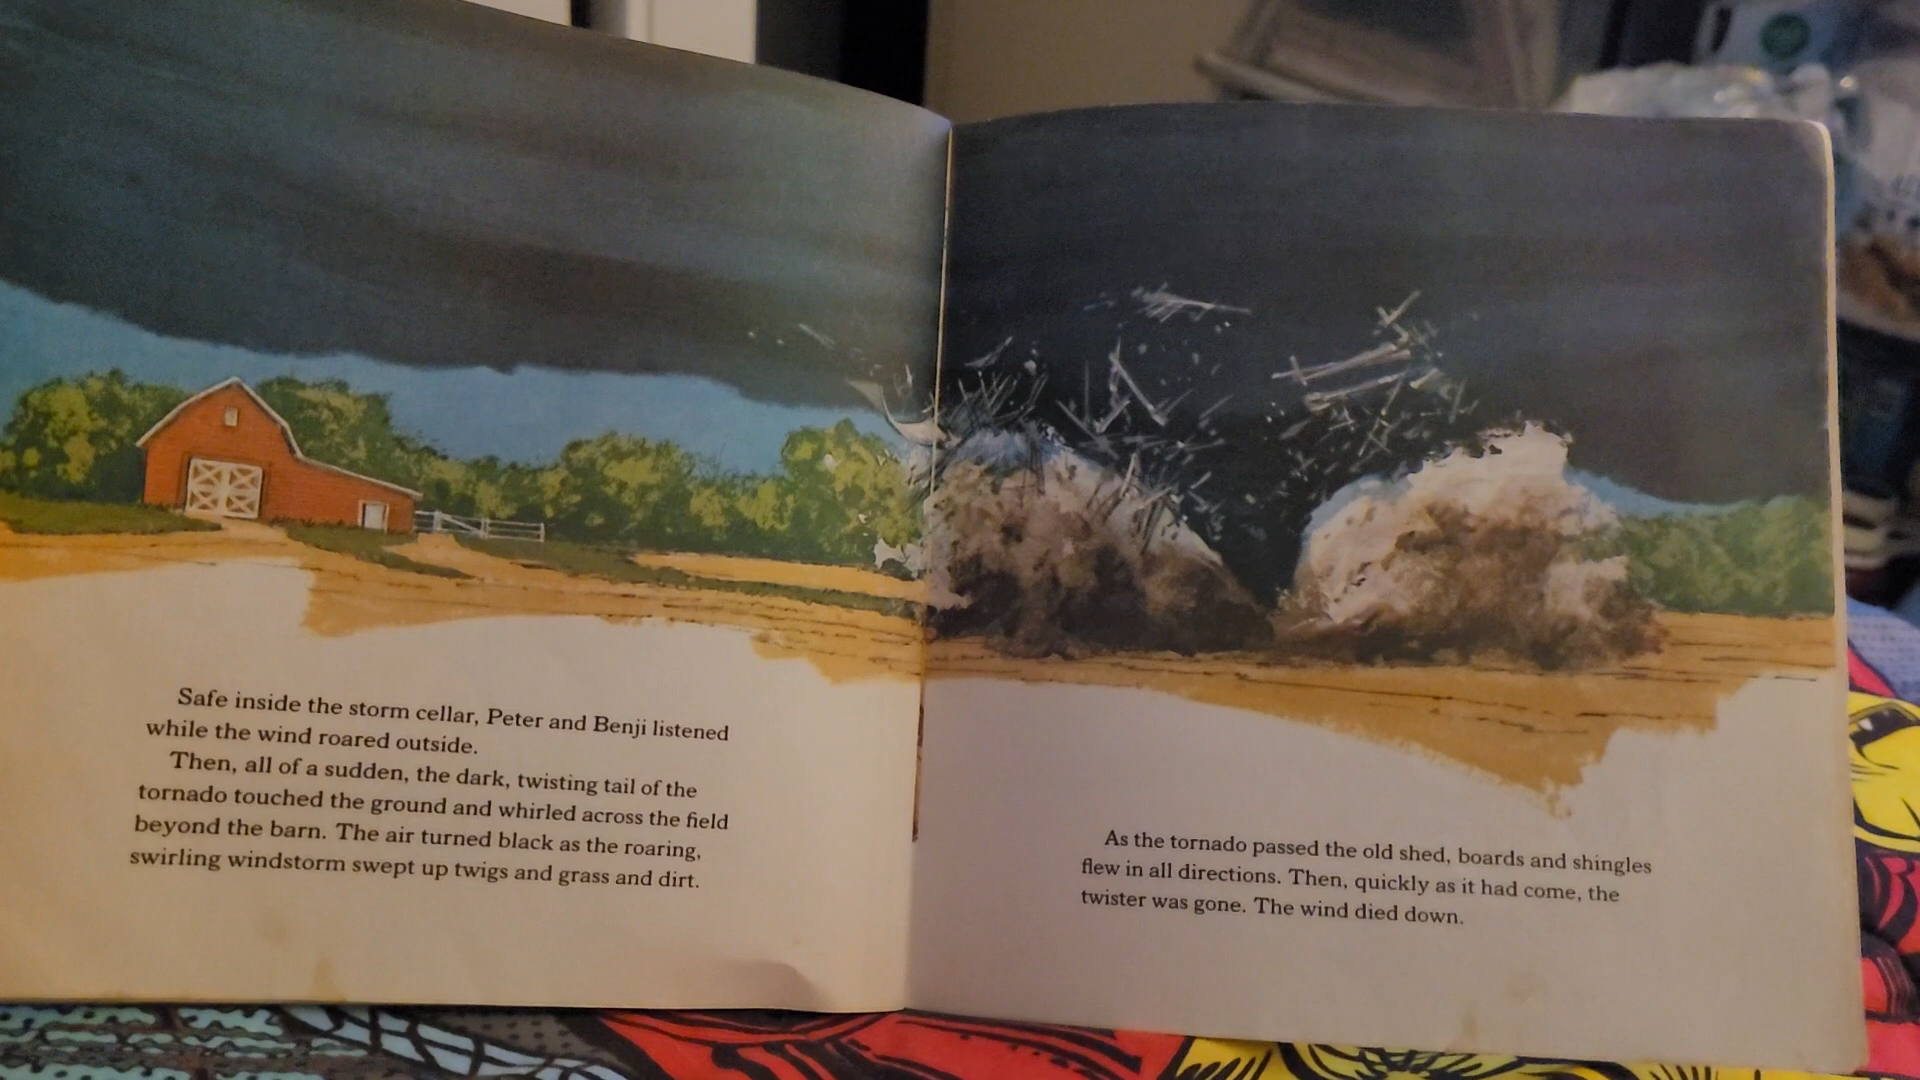 Safe inside the storm cellar, Peter and Benji listened
while the wind roared outside.
Then, all of a sudden, the dark, twisting tail of the
tornado touched the ground and whirled across the field
beyond the barn. The air turned black as the roaring,
swirling windstorm swept up twigs and grass and dirt.
As the tornado passed the old shed, boards and shingles
flew in all directions. Then, quickly as it had come, the
twister was gone. The wind died down.